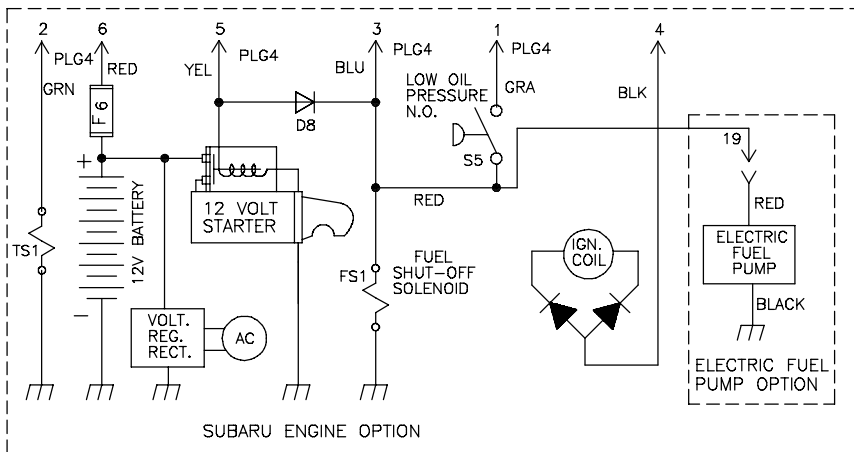 2 6 5 3 1 4
PLG4
PLG4
PLG4
PLG4
RED
YEL
BLU
GRA
GRN
BLK
F6
D8
LOW OIL
PRESSURE
N.O.
S5
19
RED
+
12V BATTERY
-
TS1
12 VOLT
STARTER
RED
ELECTRIC
FUEL
PUMP
IGN.
COIL
FS1
FUEL
SHUT-OFF
SOLENOID
BLACK
VOLT.
REG.
RECT.
AC
ELECTRIC FUEL
PUMP OPTION
SUBARU ENGINE OPTION